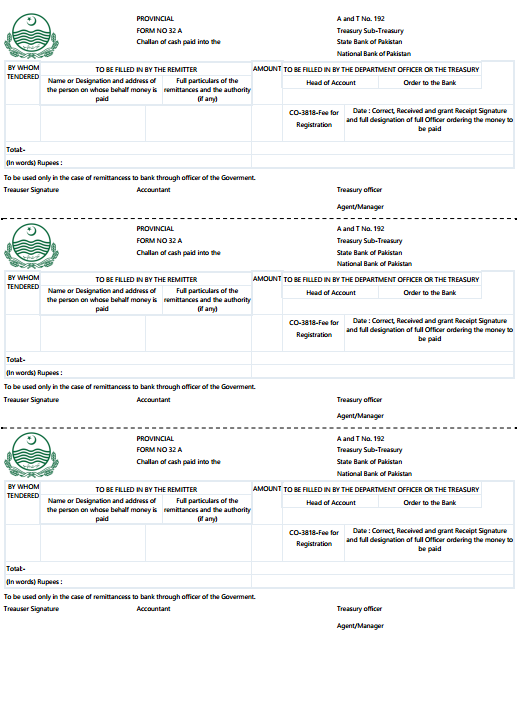 PROVINCIAL
A and T No. 192
FORM NO 32 A
Treasury Sub-Treasury
Challan of cash paid into the
State Bank of Pakistan
National Bank of Pakistan
BY WHOM TENDERED
TO BE FILLED IN BY THE REMITTER
AMOUNT
TO BE FILLED IN BY THE DEPARTMENT OFFICER OR THE TREASURY
Name or Designation and address of
the person on whose behalf money is
paid
Full particulars of the
remittances and the authority
(if any)
Head of Account
Order to the Bank
CO-3818-Fee for
Registration
Date : Correct, Received and grant Receipt Signature
and full designation of full Officer ordering the money to
be paid
Total:-
(In words) Rupees :
To be used only in the case of remittancess to bank through officer of the Goverment.
Treauser Signature
Accountant
Treasury officer
Agent/Manager
PROVINCIAL
A and T No. 192
FORM NO 32 A
Treasury Sub-Treasury
Challan of cash paid into the
State Bank of Pakistan
National Bank of Pakistan
BY WHOM TENDERED
TO BE FILLED IN BY THE REMITTER
AMOUNT
TO BE FILLED IN BY THE DEPARTMENT OFFICER OR THE TREASURY
Name or Designation and address of
the person on whose behalf money is
paid
Full particulars of the
remittances and the authority
(if any)
Head of Account
Order to the Bank
CO-3818-Fee for
Registration
Date : Correct, Received and grant Receipt Signature
and full designation of full Officer ordering the money to
be paid
Total:-
(In words) Rupees :
To be used only in the case of remittancess to bank through officer of the Goverment.
Treauser Signature
Accountant
Treasury officer
Agent/Manager
PROVINCIAL
A and T No. 192
FORM NO 32 A
Treasury Sub-Treasury
Challan of cash paid into the
State Bank of Pakistan
National Bank of Pakistan
BY WHOM TENDERED
TO BE FILLED IN BY THE REMITTER
AMOUNT
TO BE FILLED IN BY THE DEPARTMENT OFFICER OR THE TREASURY
Name or Designation and address of
the person on whose behalf money is
paid
Full particulars of the
remittances and the authority
(if any)
Head of Account
Order to the Bank
CO-3818-Fee for
Registration
Date : Correct, Received and grant Receipt Signature
and full designation of full Officer ordering the money to
be paid
Total:-
(In words) Rupees :
To be used only in the case of remittancess to bank through officer of the Goverment.
Treauser Signature
Accountant
Treasury officer
Agent/Manager